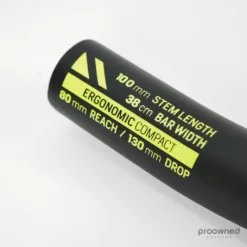 100 mm STEM LENGTH
38 cm BAR WIDTH
ERGONOMIC COMPACT
80 mm REACH / 130 mm DROP
proowned